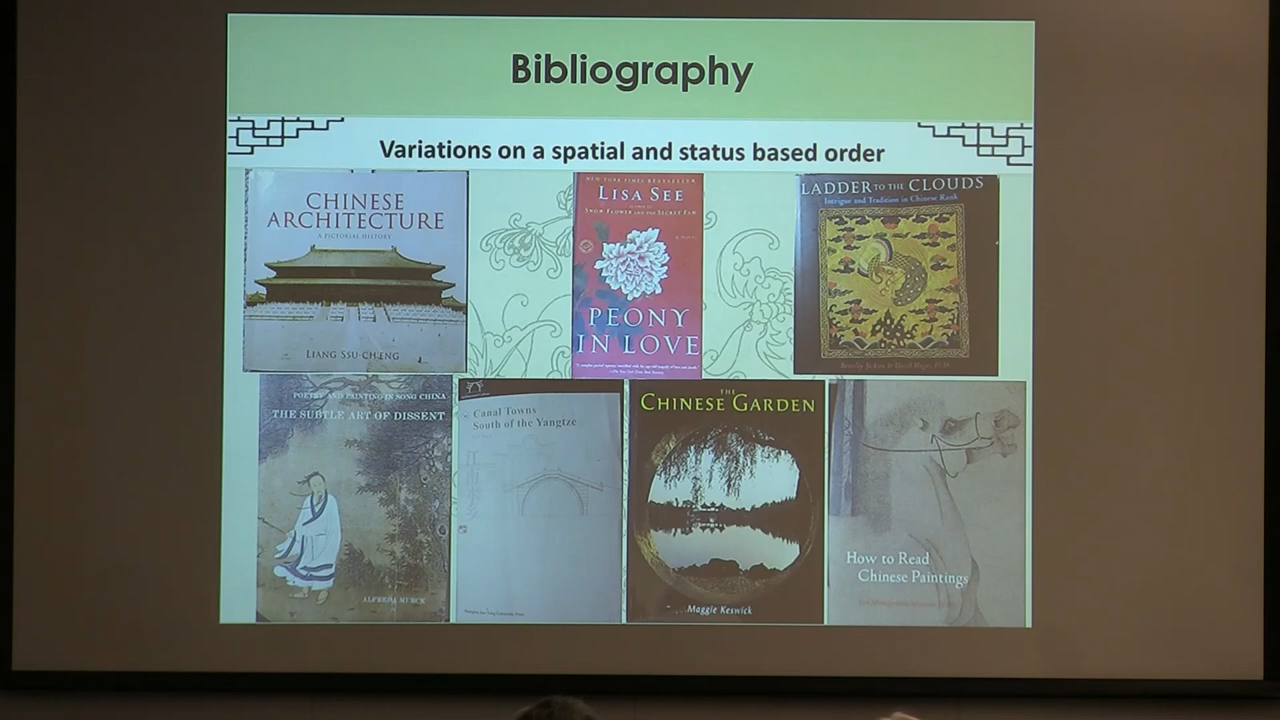 Bibliography
Variations on a spatial and status based order
CHINESE
ARCHITECTURE
A PICTORIAL HISTORY
LIANG SSU-CH'ENG
NEW YORK TIMES BESTSELLER
LISA SEE
SNOW FLOWER AND THE SECRET FAN
PEONY
IN LOVE
LADDER TO THE CLOUDS
Intrigue and Tradition in Chinese Rank
POETRY AND PAINTING IN SONG CHINA
THE SUBTLE ART OF DISSENT
ALFREDA MURCK
Canal Towns
South of the Yangtze
THE
CHINESE GARDEN
Maggie Keswick
How to Read
Chinese Paintings